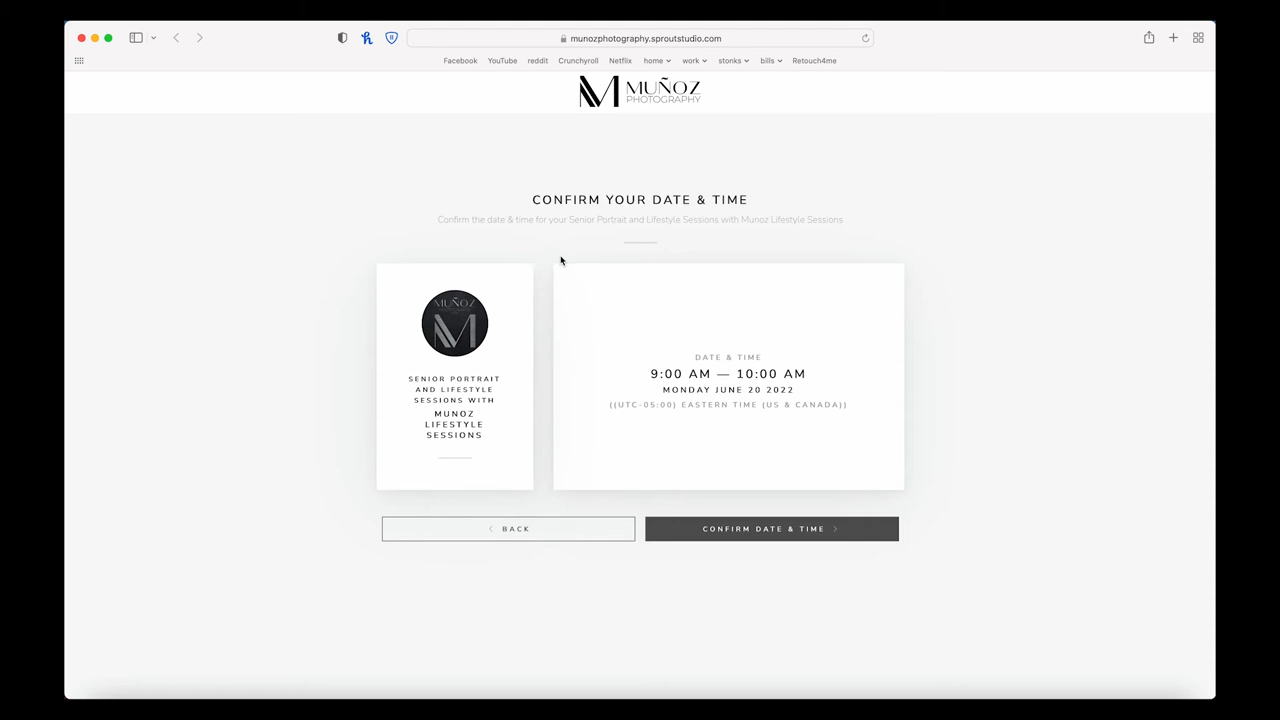 munozphotography.sproutstudio.com
Facebook YouTube reddit Crunchyroll Netflix home work stonks bills Retouch4me
M MUÑOZ
PHOTOGRAPHY
CONFIRM YOUR DATE & TIME
Confirm the date & time for your Senior Portrait and Lifestyle Sessions with Munoz Lifestyle Sessions
MUÑOZ
M
SENIOR PORTRAIT
AND LIFESTYLE
SESSIONS WITH
MUNOZ
LIFESTYLE
SESSIONS
DATE & TIME
9:00 AM — 10:00 AM
MONDAY JUNE 20 2022
((UTC-05:00) EASTERN TIME (US & CANADA))
BACK
CONFIRM DATE & TIME